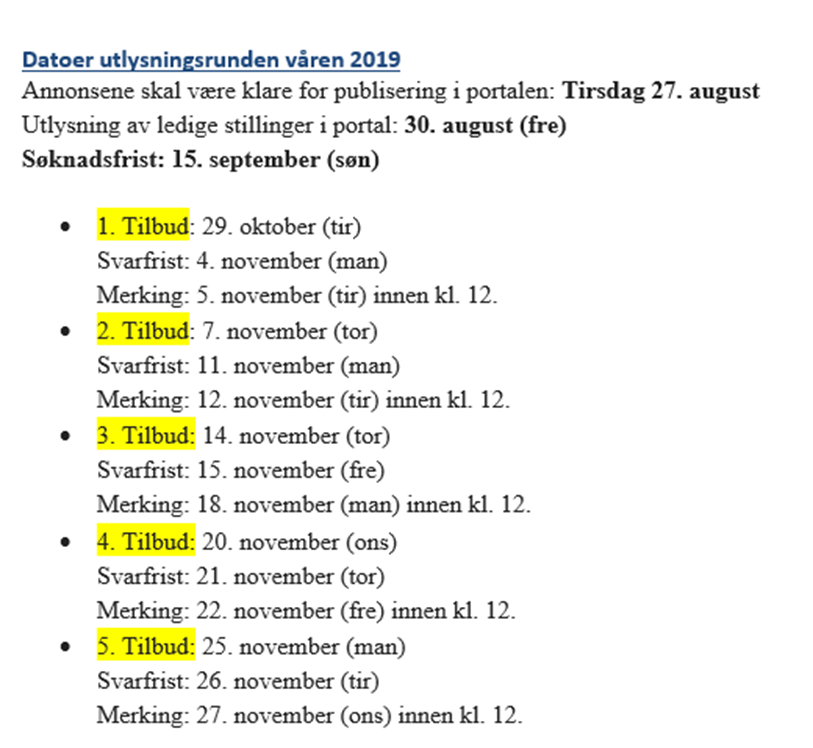 Datoer utlysningsrunden våren 2019
Annonsene skal være klare for publisering i portalen: Tirsdag 27. august
Utlysning av ledige stillinger i portal: 30. august (fre)
Søknadsfrist: 15. september (søn)
• 1. Tilbud: 29. oktober (tir)
Svarfrist: 4. november (man)
Merking: 5. november (tir) innen kl. 12.
• 2. Tilbud: 7. november (tor)
Svarfrist: 11. november (man)
Merking: 12. november (tir) innen kl. 12.
• 3. Tilbud: 14. november (tor)
Svarfrist: 15. november (fre)
Merking: 18. november (man) innen kl. 12.
• 4. Tilbud: 20. november (ons)
Svarfrist: 21. november (tor)
Merking: 22. november (fre) innen kl. 12.
• 5. Tilbud: 25. november (man)
Svarfrist: 26. november (tir)
Merking: 27. november (ons) innen kl. 12.